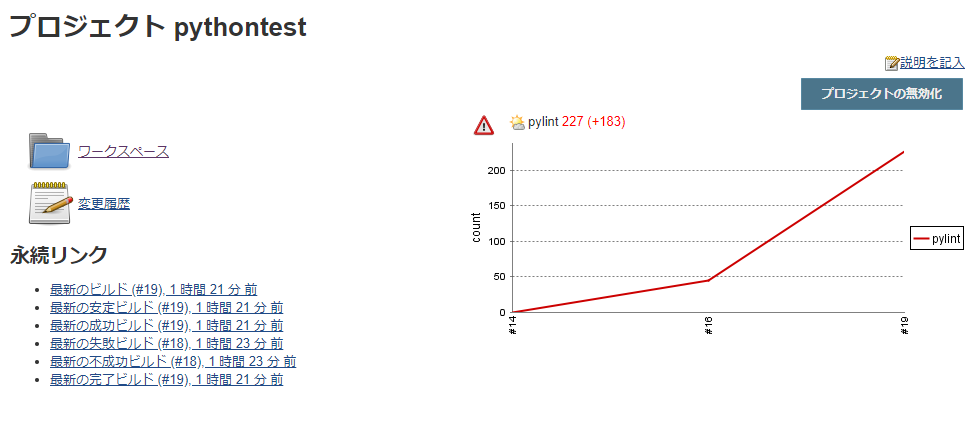 プロジェクト pythontest
説明を記入
プロジェクトの無効化
ワークスペース
変更履歴
永続リンク
最新のビルド (#19), 1 時間 21 分 前
最新の安定ビルド (#19), 1 時間 21 分 前
最新の成功ビルド (#19), 1 時間 21 分 前
最新の失敗ビルド (#18), 1 時間 23 分 前
最新の不成功ビルド (#18), 1 時間 23 分 前
最新の完了ビルド (#19), 1 時間 21 分 前
pylint 227 (+183)
count
200
150
100
50
0
#14
#16
#19
pylint